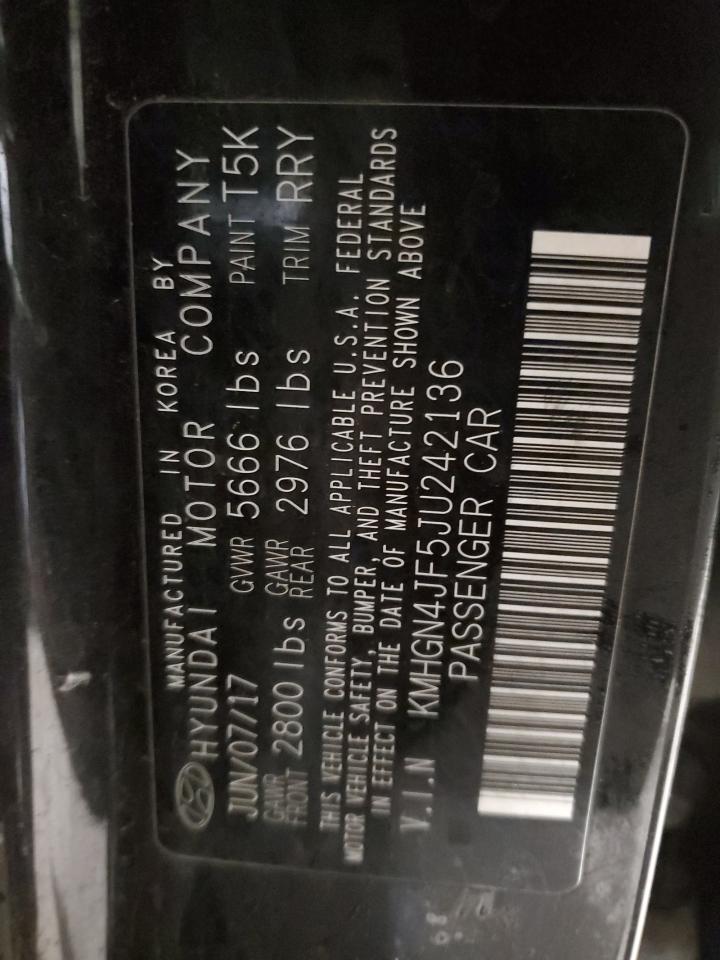 MANUFACTURED IN KOREA BY
HYUNDAI MOTOR COMPANY
JUN/07/17 GVWR 5666 lbs PAINT T5K
GAWR FRONT 2800 lbs GAWR REAR 2976 lbs TRIM RRY
THIS VEHICLE CONFORMS TO ALL APPLICABLE U.S.A. FEDERAL
MOTOR VEHICLE SAFETY, BUMPER, AND THEFT PREVENTION STANDARDS
IN EFFECT ON THE DATE OF MANUFACTURE SHOWN ABOVE
V.I.N KMHGN4JF5JU242136
PASSENGER CAR